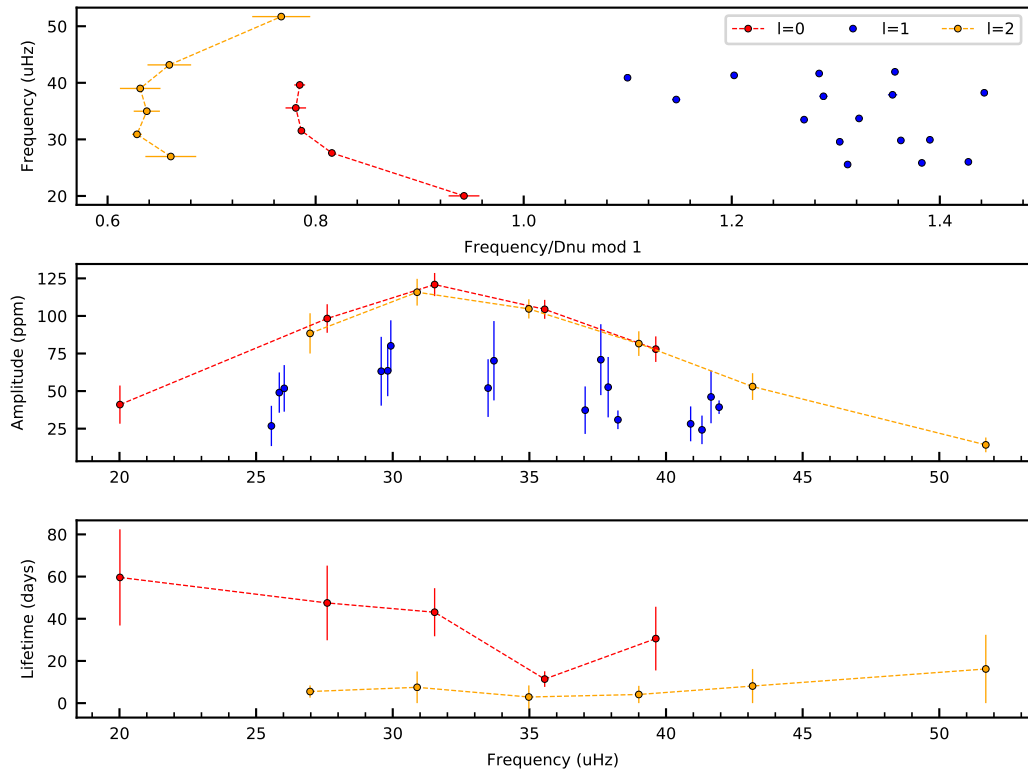 Frequency (uHz)
50
40
30
20
l=0 l=1 l=2
0.6 0.8 1.0 1.2 1.4
Frequency/Dnu mod 1
Amplitude (ppm)
125
100
75
50
25
20 25 30 35 40 45 50
Lifetime (days)
80
60
40
20
0
20 25 30 35 40 45 50
Frequency (uHz)